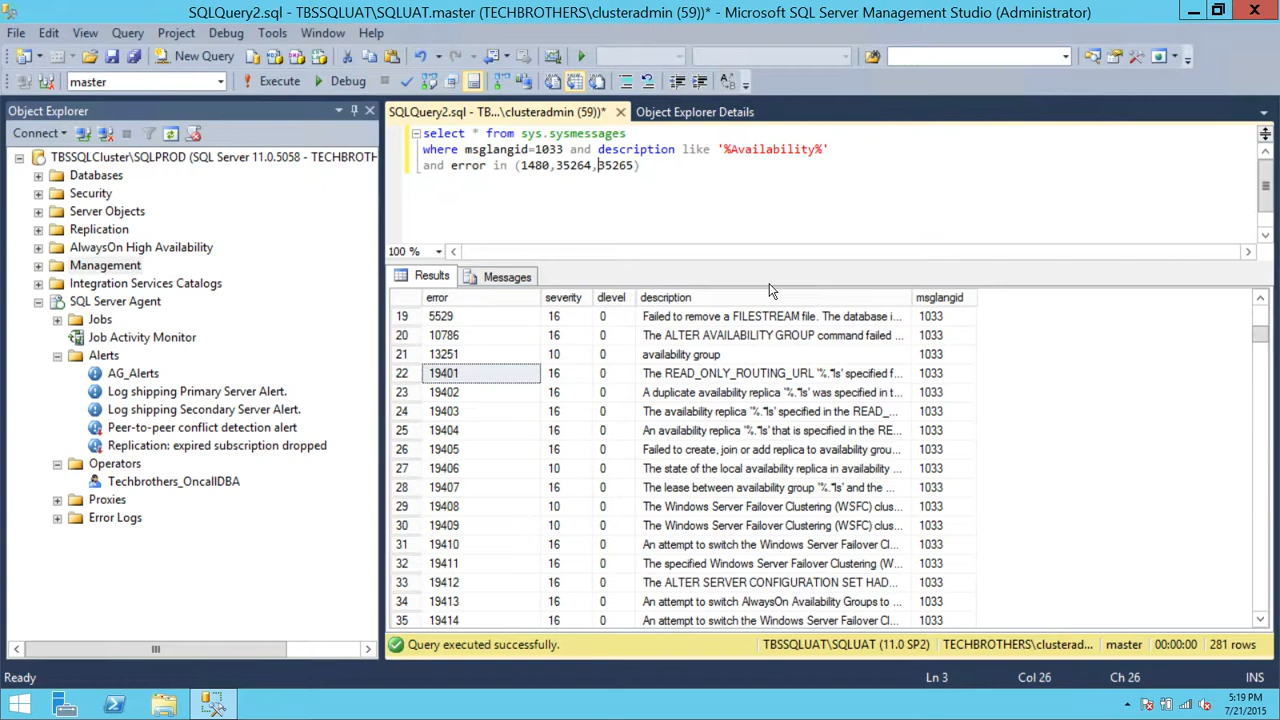 SQLQuery2.sql - TBSSQLUAT\SQLUAT.master (TECHBROTHERS\clusteradmin (59))* - Microsoft SQL Server Management Studio (Administrator)
File Edit View Query Project Debug Tools Window Help
New Query
master Execute Debug
Object Explorer
Connect
TBSSQLCluster\SQLPROD (SQL Server 11.0.5058 - TECHBROTHERS
Databases
Security
Server Objects
Replication
AlwaysOn High Availability
Management
Integration Services Catalogs
SQL Server Agent
Jobs
Job Activity Monitor
Alerts
AG_Alerts
Log shipping Primary Server Alert.
Log shipping Secondary Server Alert.
Peer-to-peer conflict detection alert
Replication: expired subscription dropped
Operators
Techbrothers_OncallDBA
Proxies
Error Logs
SQLQuery2.sql - TB...\clusteradmin (59))* Object Explorer Details
select * from sys.sysmessages
where msglangid=1033 and description like '%Availability%'
and error in (1480,35264,35265)
100 %
Results Messages
error severity dlevel description msglangid
19 5529 16 0 Failed to remove a FILESTREAM file. The database i... 1033
20 10786 16 0 The ALTER AVAILABILITY GROUP command failed ... 1033
21 13251 10 0 availability group 1033
22 19401 16 0 The READ_ONLY_ROUTING_URL '%.*ls' specified f... 1033
23 19402 16 0 A duplicate availability replica '%.*ls' was specified in t... 1033
24 19403 16 0 The availability replica '%.*ls' specified in the READ_... 1033
25 19404 16 0 An availability replica '%.*ls' that is specified in the RE... 1033
26 19405 16 0 Failed to create, join or add replica to availability grou... 1033
27 19406 10 0 The state of the local availability replica in availability ... 1033
28 19407 16 0 The lease between availability group '%.*ls' and the ... 1033
29 19408 10 0 The Windows Server Failover Clustering (WSFC) clus... 1033
30 19409 10 0 The Windows Server Failover Clustering (WSFC) clus... 1033
31 19410 16 0 An attempt to switch the Windows Server Failover Cl... 1033
32 19411 16 0 The specified Windows Server Failover Clustering (W... 1033
33 19412 16 0 The ALTER SERVER CONFIGURATION SET HAD... 1033
34 19413 16 0 An attempt to switch AlwaysOn Availability Groups to ... 1033
35 19414 16 0 An attempt to switch the Windows Server Failover Cl... 1033
Query executed successfully. TBSSQLUAT\SQLUAT (11.0 SP2) TECHBROTHERS\clusterad... master 00:00:00 281 rows
Ready Ln 3 Col 26 Ch 26 INS
5:19 PM
7/21/2015